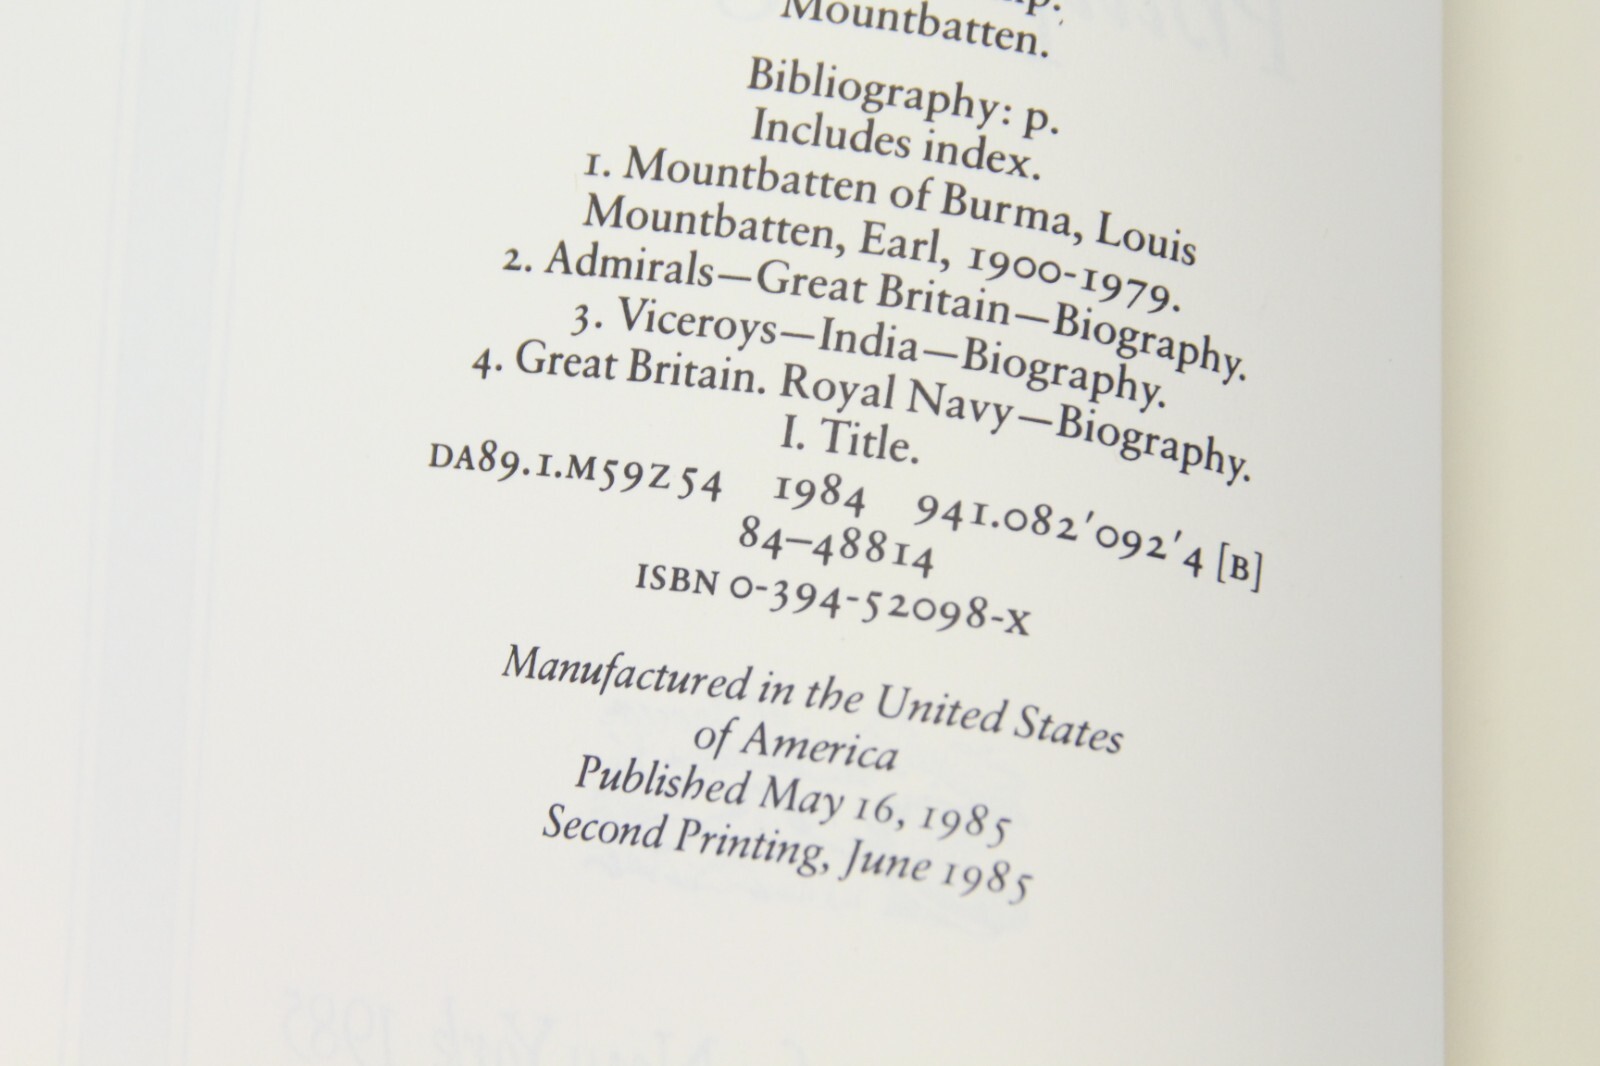 Mountbatten.
Bibliography: p.
Includes index.
1. Mountbatten of Burma, Louis
Mountbatten, Earl, 1900-1979.
2. Admirals—Great Britain—Biography.
3. Viceroys—India—Biography.
4. Great Britain. Royal Navy—Biography.
I. Title.
DA89.1.M59Z54 1984 941.082'092'4 [B]
84-48814
ISBN 0-394-52098-X
Manufactured in the United States
of America
Published May 16, 1985
Second Printing, June 1985